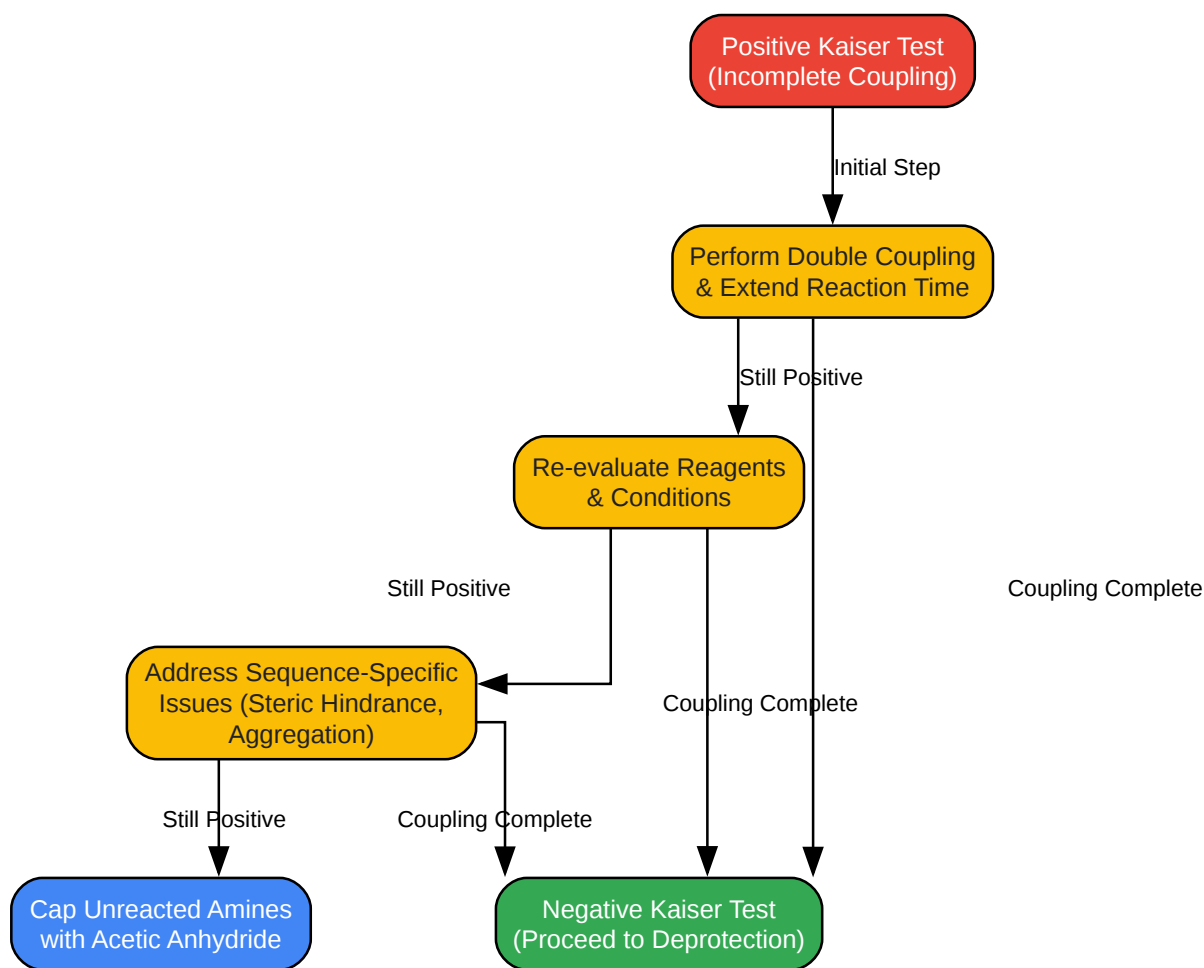 Positive Kaiser Test
(Incomplete Coupling)
Initial Step
Perform Double Coupling
& Extend Reaction Time
Still Positive
Re-evaluate Reagents
& Conditions
Still Positive
Coupling Complete
Address Sequence-Specific
Issues (Steric Hindrance,
Aggregation)
Coupling Complete
Still Positive
Coupling Complete
Cap Unreacted Amines
with Acetic Anhydride
Negative Kaiser Test
(Proceed to Deprotection)